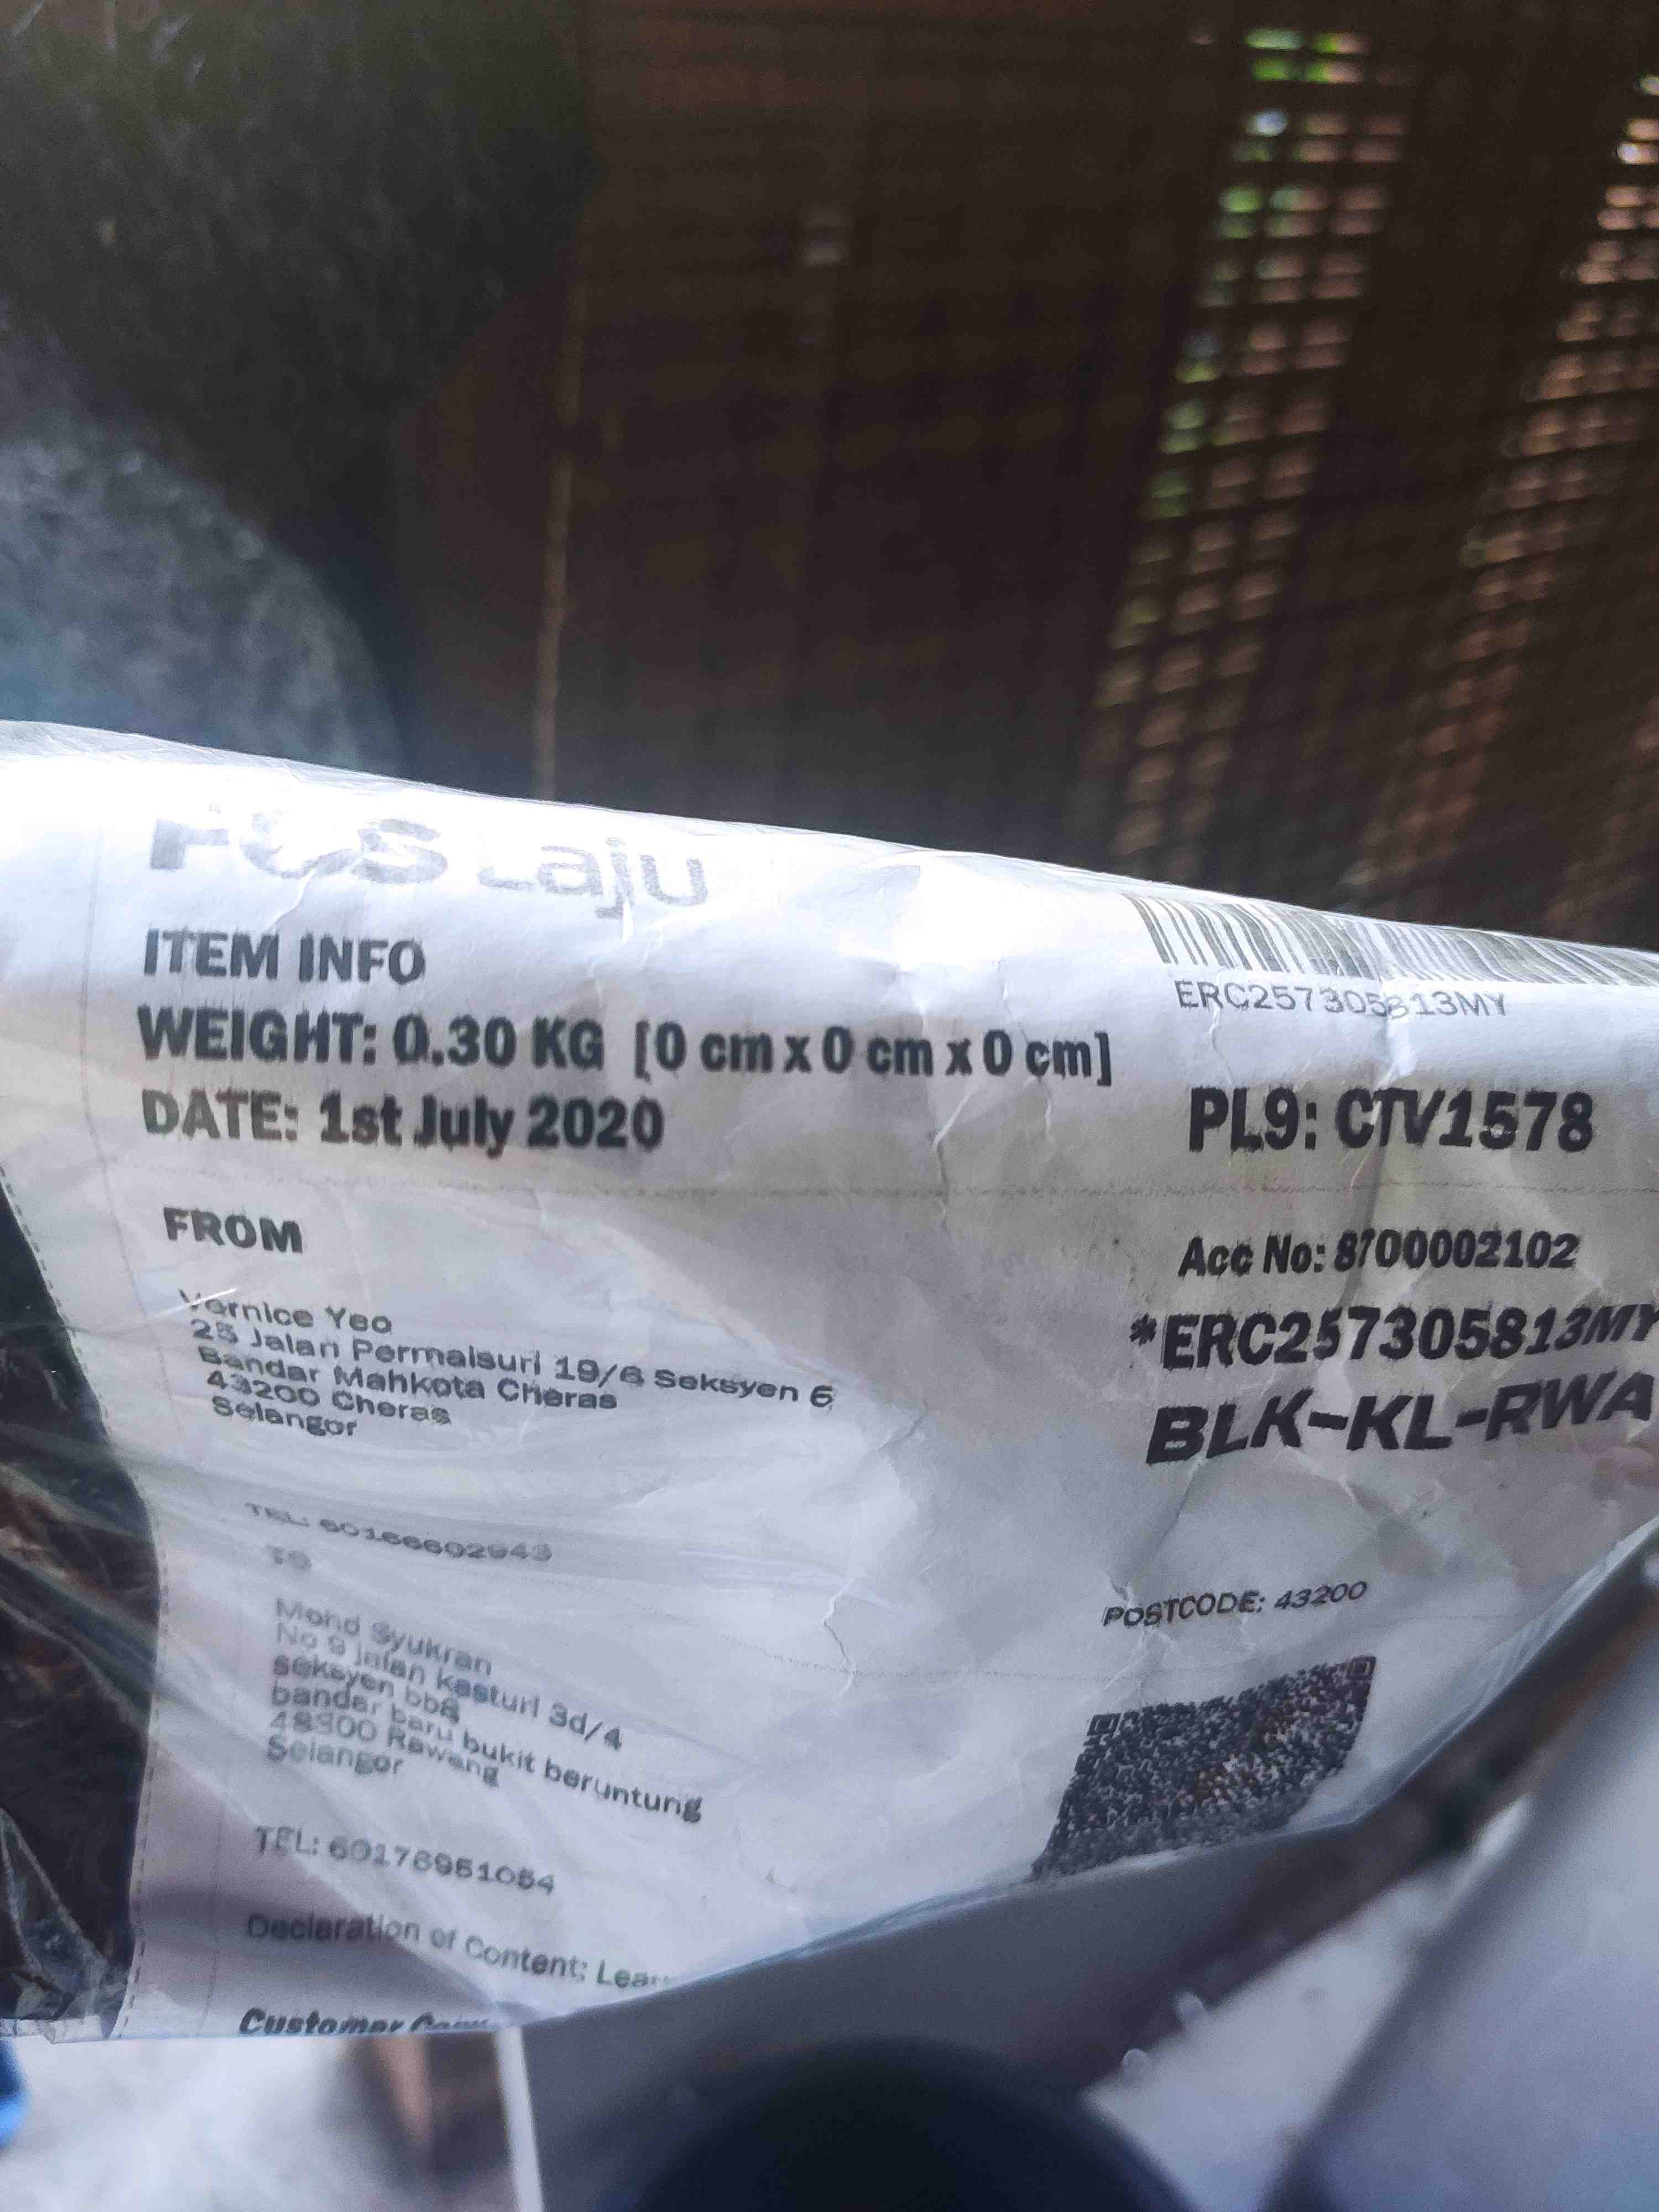 POS Laju
ITEM INFO
WEIGHT: 0.30 KG [0 cm x 0 cm x 0 cm]
DATE: 1st July 2020
ERC257305813MY
PL9: CTV1578
Acc No: 8700002102
*ERC257305813MY
BLK-KL-RWA
FROM
Vernice Yeo
25 Jalan Permaisuri 19/6 Seksyen 6
Bandar Mahkota Cheras
43200 Cheras
Selangor
TEL: 60166602943
TO
Mohd Syukran
No 9 jalan kasturi 3d/4
seksyen bb8
bandar baru bukit beruntung
48300 Rawang
Selangor
TEL: 60176951054
POSTCODE: 43200
Declaration of Content:
Customer